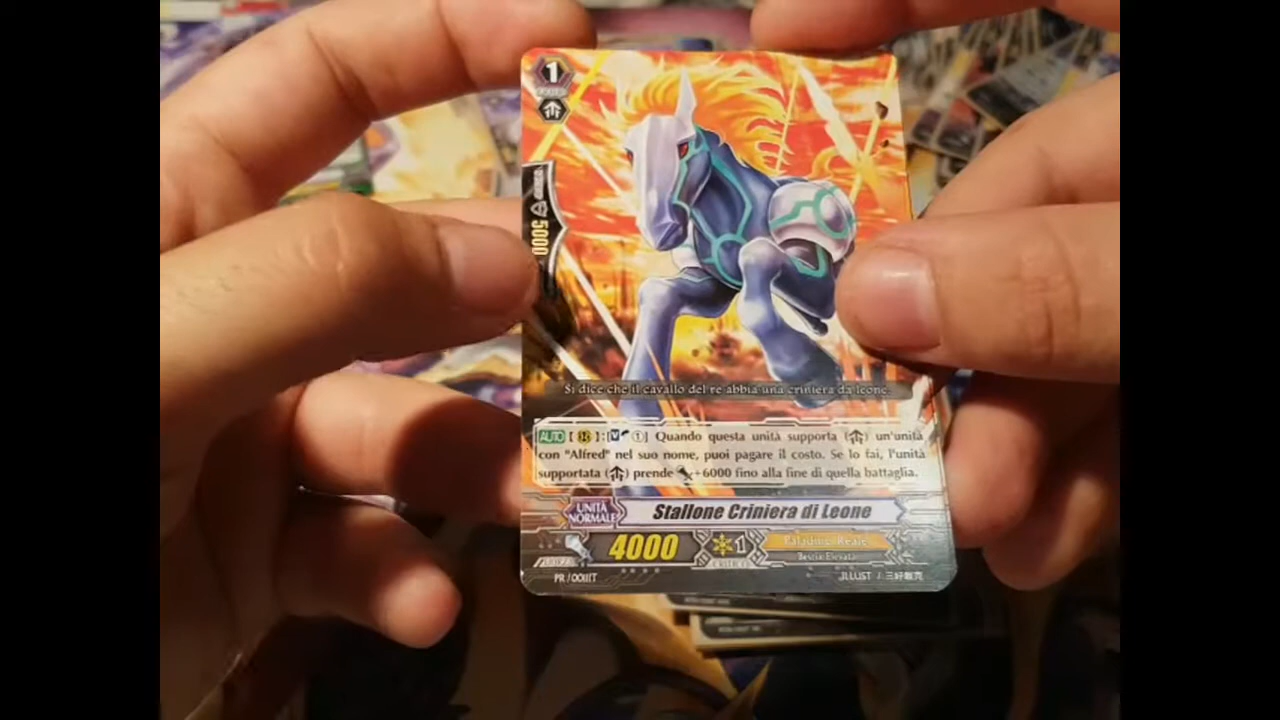 1
5000
Si dice che il cavallo del re abbia una criniera da leone.
AUTO [ ]:[V ①] Quando questa unità supporta ( ) un'unità
con "Alfred" nel suo nome, puoi pagare il costo. Se lo fai, l'unità
supportata ( ) prende +6000 fino alla fine di quella battaglia.
UNITÀ
NORMALE
Stallone Criniera di Leone
4000
1
Paladino Reale
Bestia Elevata
PR / 0011IT
ILLUST / 三好載克